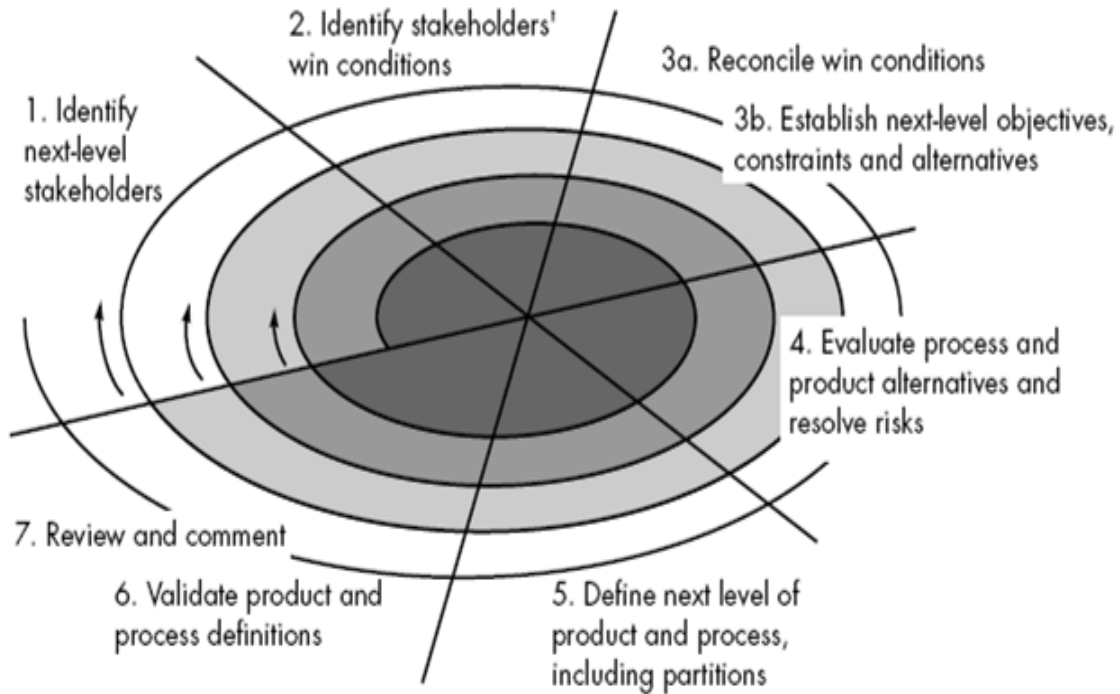 1. Identify
next-level
stakeholders
2. Identify stakeholders'
win conditions
3a. Reconcile win conditions
3b. Establish next-level objectives,
constraints and alternatives
4. Evaluate process and
product alternatives and
resolve risks
5. Define next level of
product and process,
including partitions
6. Validate product and
process definitions
7. Review and comment